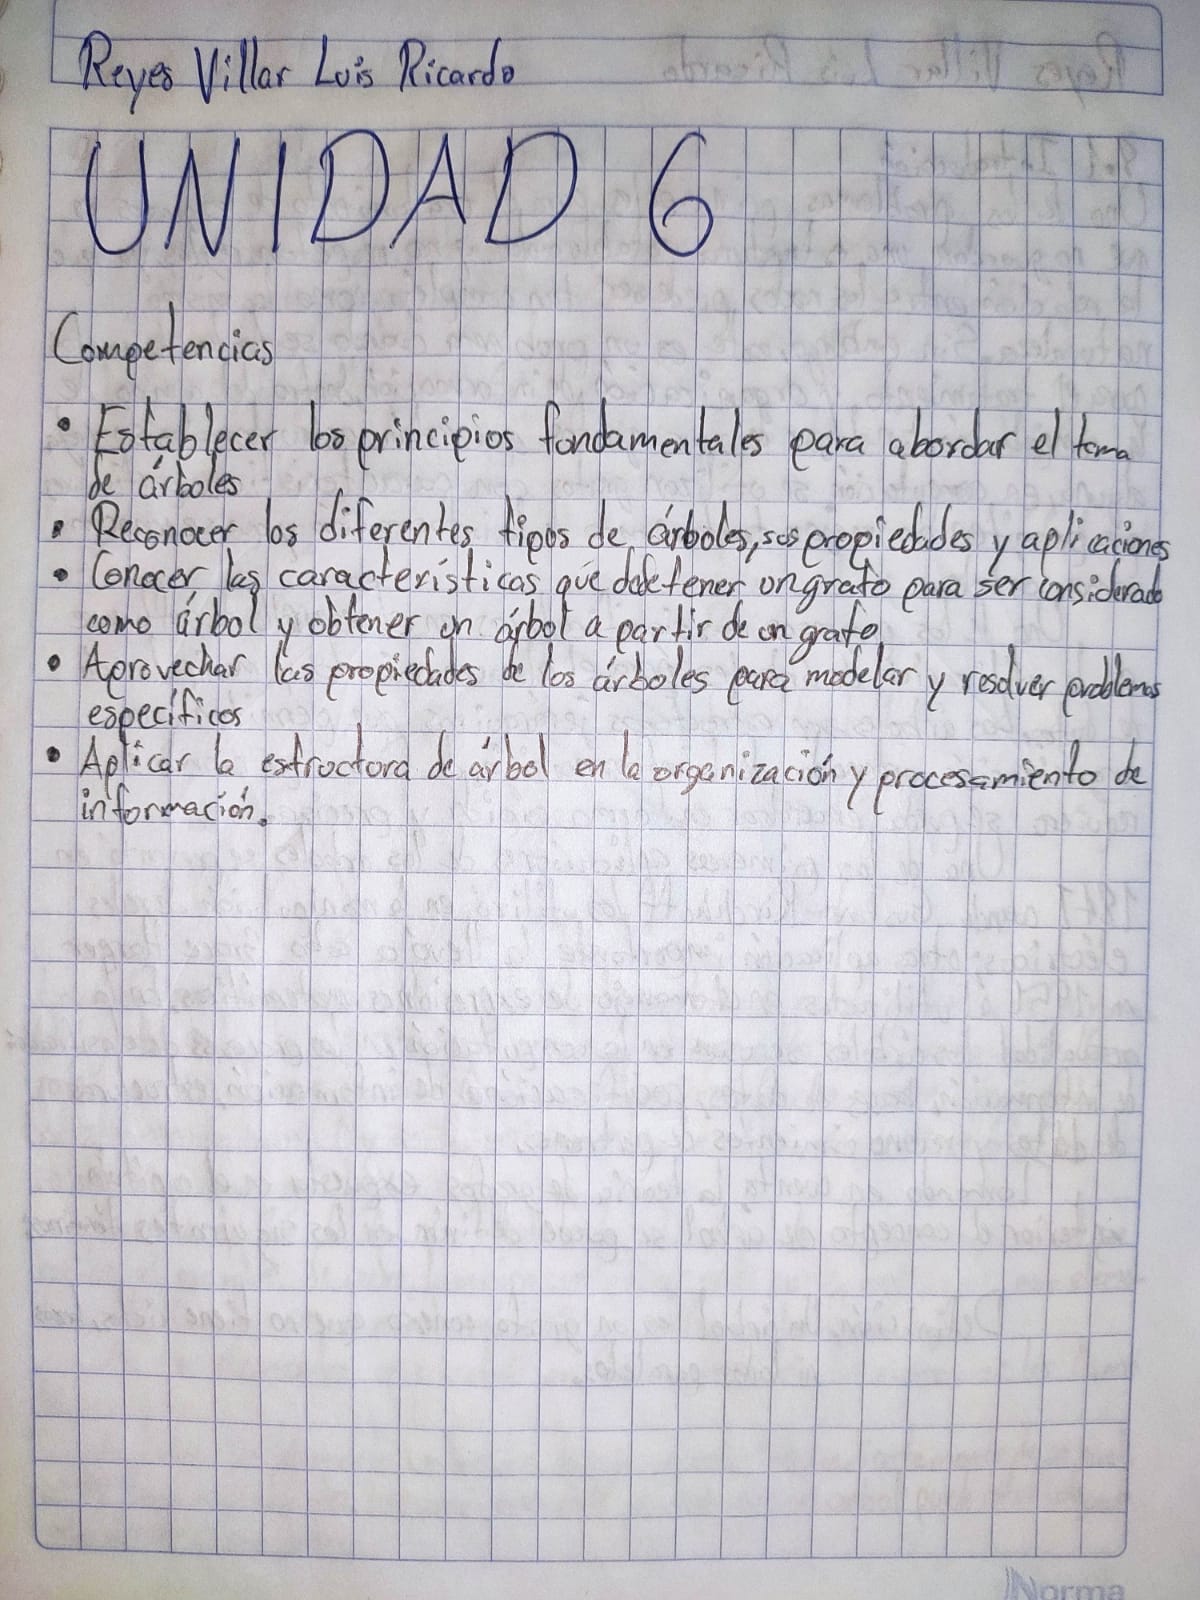 Reyes Villar Luis Ricardo
UNIDAD 6
Competencias
• Establecer los principios fundamentales para abordar el tema
de árboles
• Reconocer los diferentes tipos de árboles, sus propiedades y aplicaciones
• Conocer las características que debe tener un grafo para ser considerado
como árbol y obtener un árbol a partir de un grafo
• Aprovechar las propiedades de los árboles para modelar y resolver problemas
específicos
• Aplicar la estructura de árbol en la organización y procesamiento de
información.
Norma